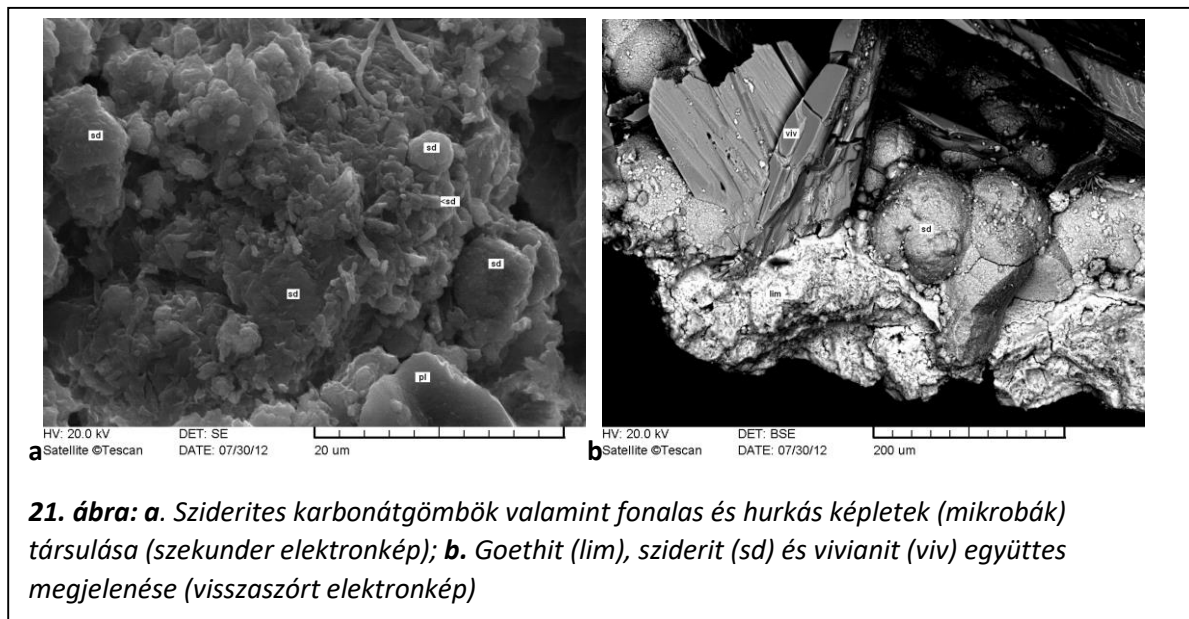 sd
sd
<sd
sd
sd
pl
viv
sd
lim
HV: 20.0 kV DET: SE
a Satellite ©Tescan DATE: 07/30/12 20 um
HV: 20.0 kV DET: BSE
b Satellite ©Tescan DATE: 07/30/12 200 um
21. ábra: a. Sziderites karbonátgömbök valamint fonalas és hurkás képletek (mikrobák)
társulása (szekunder elektronkép); b. Goethit (lim), sziderit (sd) és vivianit (viv) együttes
megjelenése (visszaszórt elektronkép)